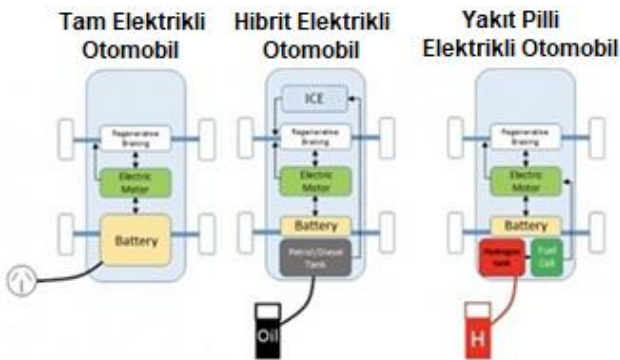 Tam Elektrikli
Otomobil
Hibrit Elektrikli
Otomobil
Yakıt Pilli
Elektrikli Otomobil
Regenerative
Braking
Electric
Motor
Battery
ICE
Regenerative
Braking
Electric
Motor
Battery
Petrol/Diesel
Tank
Oil
Regenerative
Braking
Electric
Motor
Battery
Hydrogen
tank
Fuel
Cell
H